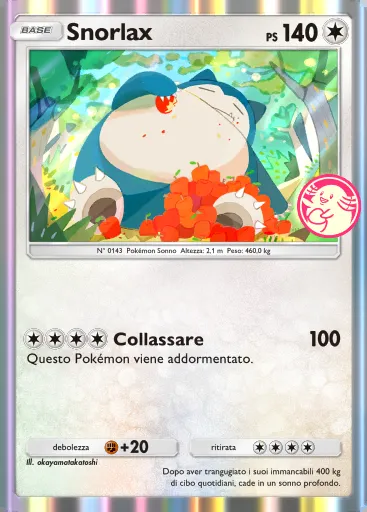 BASE Snorlax PS 140
N° 0143 Pokémon Sonno Altezza: 2,1 m Peso: 460,0 kg
Collassare 100
Questo Pokémon viene addormentato.
debolezza +20 ritirata
Ill. okayamatakatoshi
Dopo aver trangugiato i suoi immancabili 400 kg
di cibo quotidiani, cade in un sonno profondo.